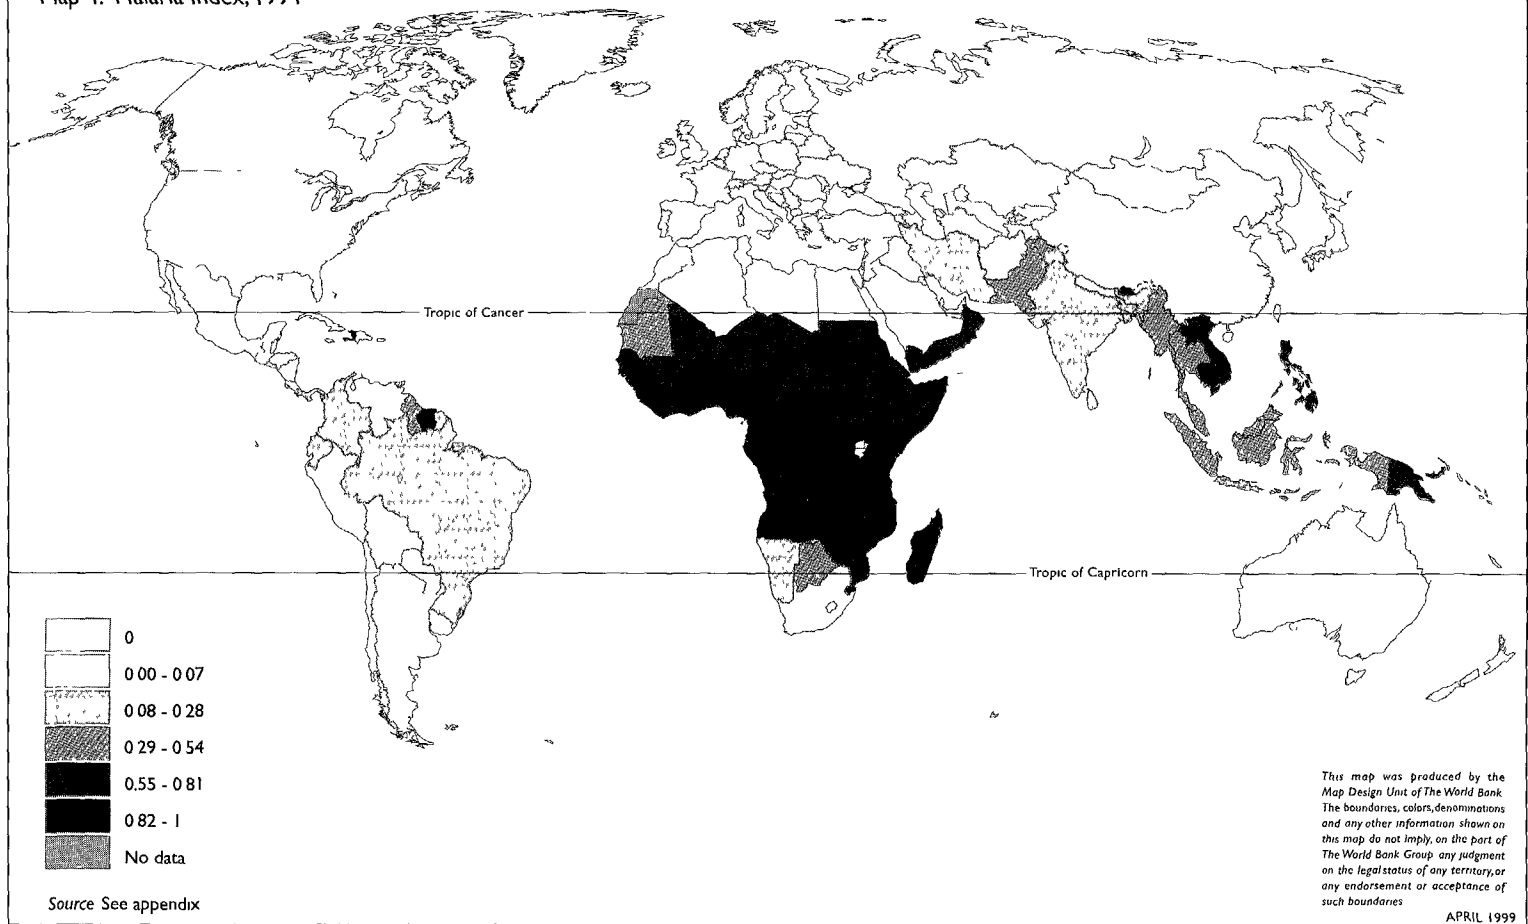 Tropic of Cancer
Tropic of Capricorn
0
0 00 - 0 07
0 08 - 0 28
0 29 - 0 54
0.55 - 0 81
0 82 - 1
No data
Source See appendix
This map was produced by the
Map Design Unit of The World Bank
The boundaries, colors, denominations
and any other information shown on
this map do not imply, on the part of
The World Bank Group any judgment
on the legal status of any territory, or
any endorsement or acceptance of
such boundaries
APRIL 1999